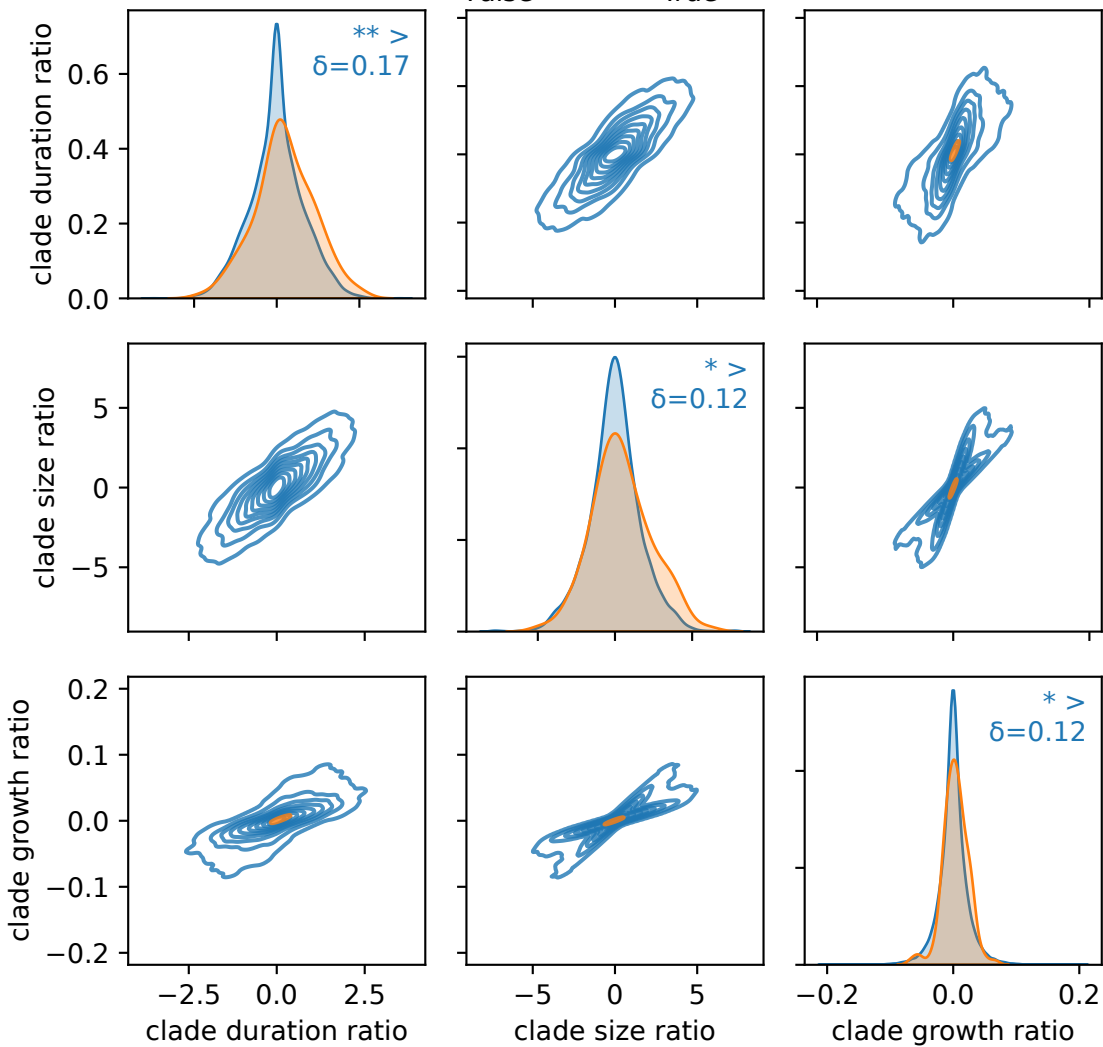 ** >
δ=0.17
clade duration ratio
0.6
0.4
0.2
0.0
* >
δ=0.12
clade size ratio
5
0
−5
* >
δ=0.12
clade growth ratio
0.2
0.1
0.0
−0.1
−0.2
−2.5 0.0 2.5
−5 0 5
−0.2 0.0 0.2
clade duration ratio
clade size ratio
clade growth ratio